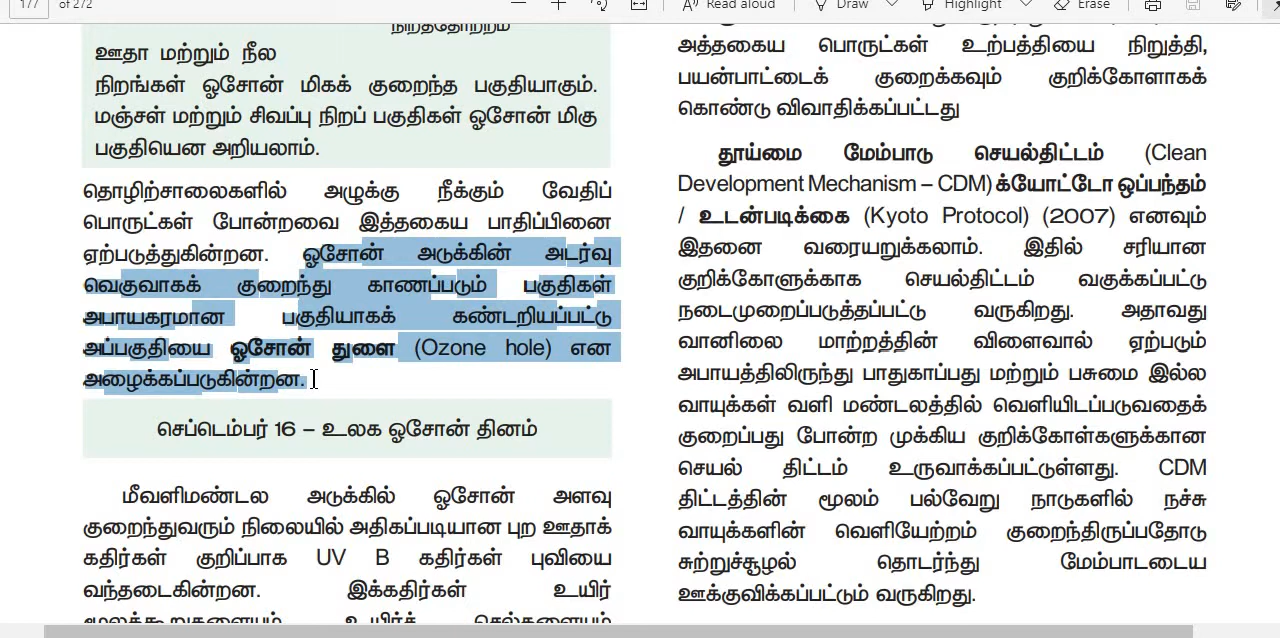 177
of 272
Read aloud
Draw
Highlight
Erase
நிறத்தோற்றம்
ஊதா மற்றும் நீல
நிறங்கள் ஓசோன் மிகக் குறைந்த பகுதியாகும்.
மஞ்சள் மற்றும் சிவப்பு நிறப் பகுதிகள் ஓசோன் மிகு
பகுதியென அறியலாம்.
தொழிற்சாலைகளில் அழுக்கு நீக்கும் வேதிப்
பொருட்கள் போன்றவை இத்தகைய பாதிப்பினை
ஏற்படுத்துகின்றன. ஓசோன் அடுக்கின் அடர்வு
வெகுவாகக் குறைந்து காணப்படும் பகுதிகள்
அபாயகரமான பகுதியாகக் கண்டறியப்பட்டு
அப்பகுதியை ஓசோன் துளை (Ozone hole) என
அழைக்கப்படுகின்றன.
செப்டெம்பர் 16 – உலக ஓசோன் தினம்
மீவளிமண்டல அடுக்கில் ஓசோன் அளவு
குறைந்துவரும் நிலையில் அதிகப்படியான புற ஊதாக்
கதிர்கள் குறிப்பாக UV B கதிர்கள் புவியை
வந்தடைகின்றன. இக்கதிர்கள் உயிர்
மூலக்கூறுகளையும் உயிர்க் செல்களையும்
அத்தகைய பொருட்கள் உற்பத்தியை நிறுத்தி,
பயன்பாட்டைக் குறைக்கவும் குறிக்கோளாகக்
கொண்டு விவாதிக்கப்பட்டது
தூய்மை மேம்பாடு செயல்திட்டம் (Clean
Development Mechanism – CDM) க்யோட்டோ ஒப்பந்தம்
/ உடன்படிக்கை (Kyoto Protocol) (2007) எனவும்
இதனை வரையறுக்கலாம். இதில் சரியான
குறிக்கோளுக்காக செயல்திட்டம் வகுக்கப்பட்டு
நடைமுறைப்படுத்தப்பட்டு வருகிறது. அதாவது
வானிலை மாற்றத்தின் விளைவால் ஏற்படும்
அபாயத்திலிருந்து பாதுகாப்பது மற்றும் பசுமை இல்ல
வாயுக்கள் வளி மண்டலத்தில் வெளியிடப்படுவதைக்
குறைப்பது போன்ற முக்கிய குறிக்கோள்களுக்கான
செயல் திட்டம் உருவாக்கப்பட்டுள்ளது. CDM
திட்டத்தின் மூலம் பல்வேறு நாடுகளில் நச்சு
வாயுக்களின் வெளியேற்றம் குறைந்திருப்பதோடு
சுற்றுச்சூழல் தொடர்ந்து மேம்பாடடைய
ஊக்குவிக்கப்பட்டும் வருகிறது.